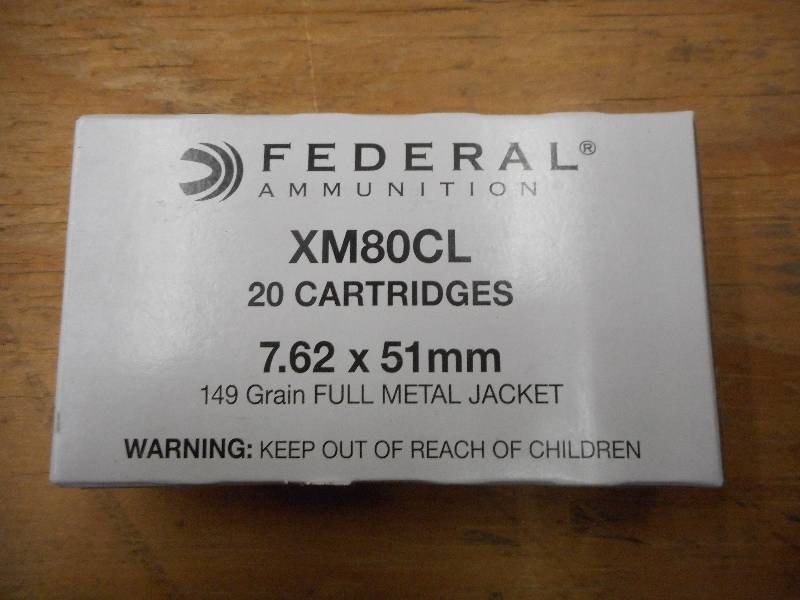 FEDERAL®
AMMUNITION
XM80CL
20 CARTRIDGES
7.62 x 51mm
149 Grain FULL METAL JACKET
WARNING: KEEP OUT OF REACH OF CHILDREN